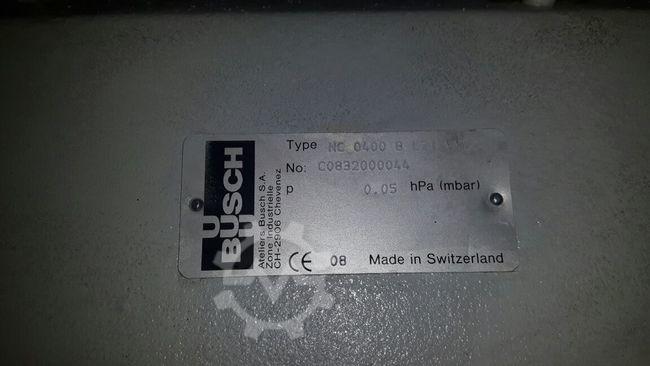 BUSCH
Ateliers Busch S.A.
Zone Industrielle
CH-2906 Chevenez
Type NC 0400 B
No: C0832000044
p 0.05 hPa (mbar)
CE 08 Made in Switzerland